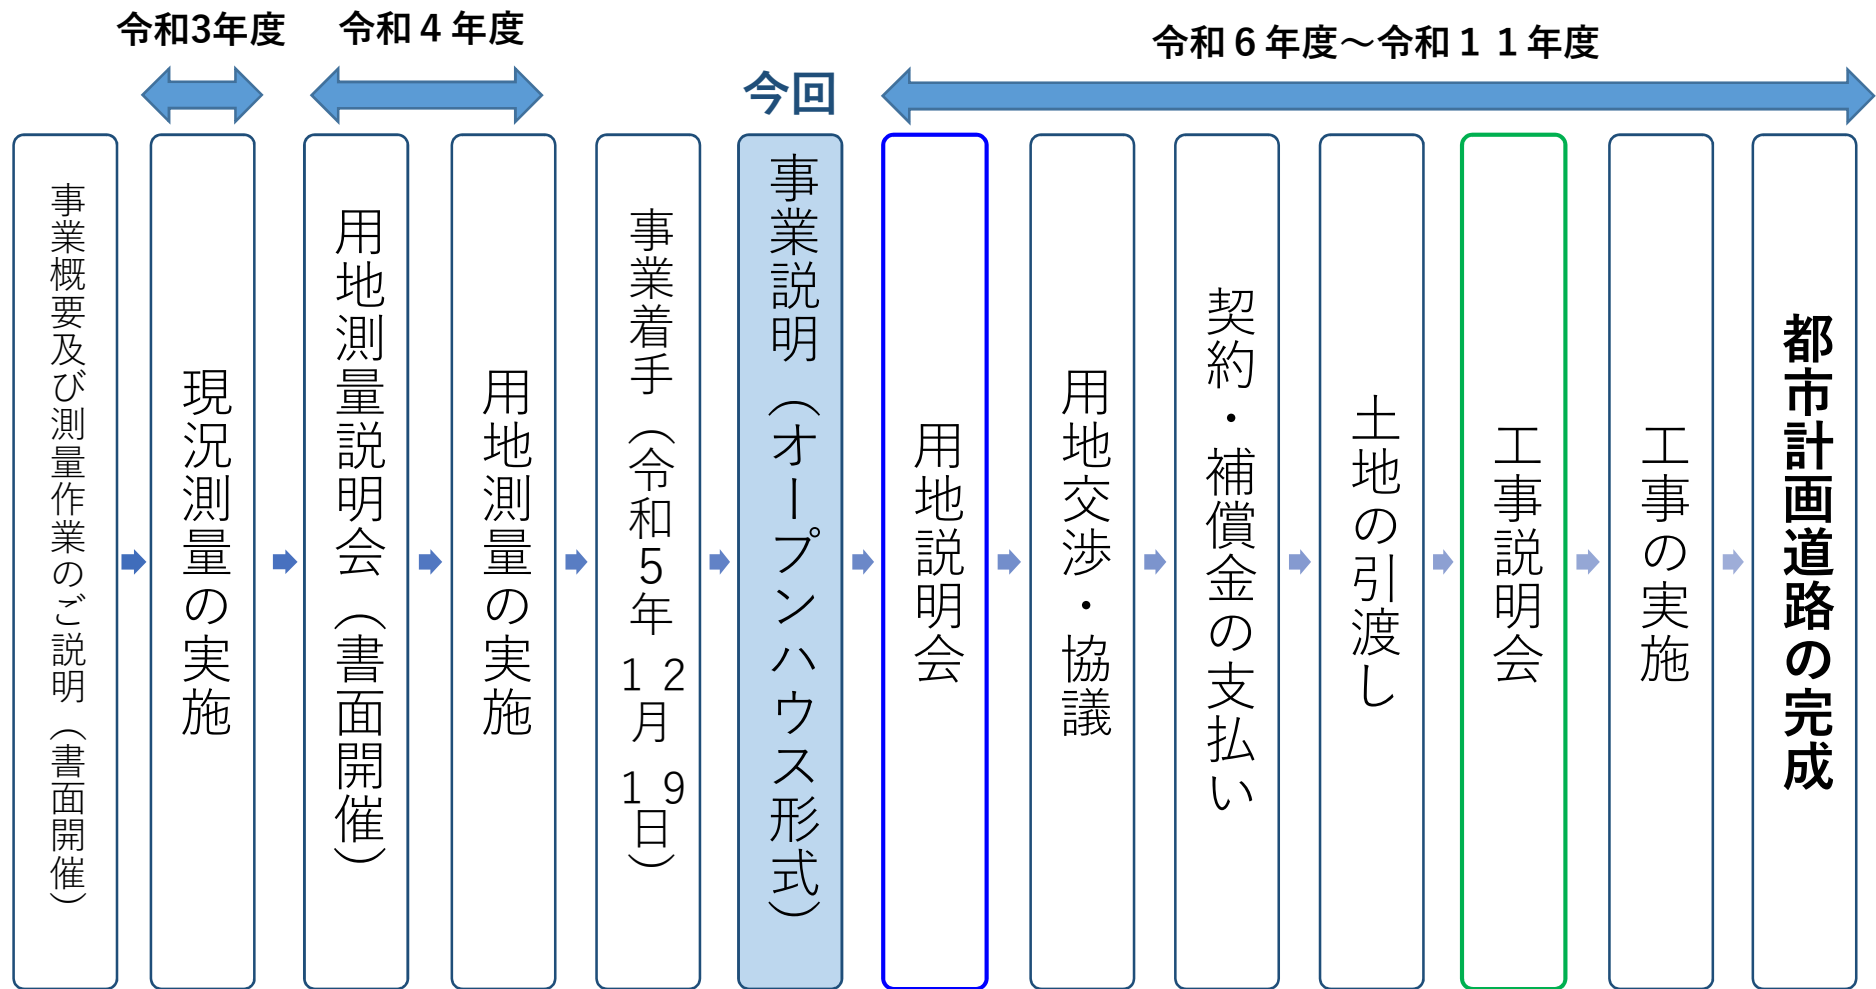 令和3年度
令和４年度
今回
令和６年度～令和１１年度
事業概要及び測量作業のご説明（書面開催）
現況測量の実施
用地測量説明会（書面開催）
用地測量の実施
事業着手（令和５年１２月１９日）
事業説明（オープンハウス形式）
用地説明会
用地交渉・協議
契約・補償金の支払い
土地の引渡し
工事説明会
工事の実施
都市計画道路の完成